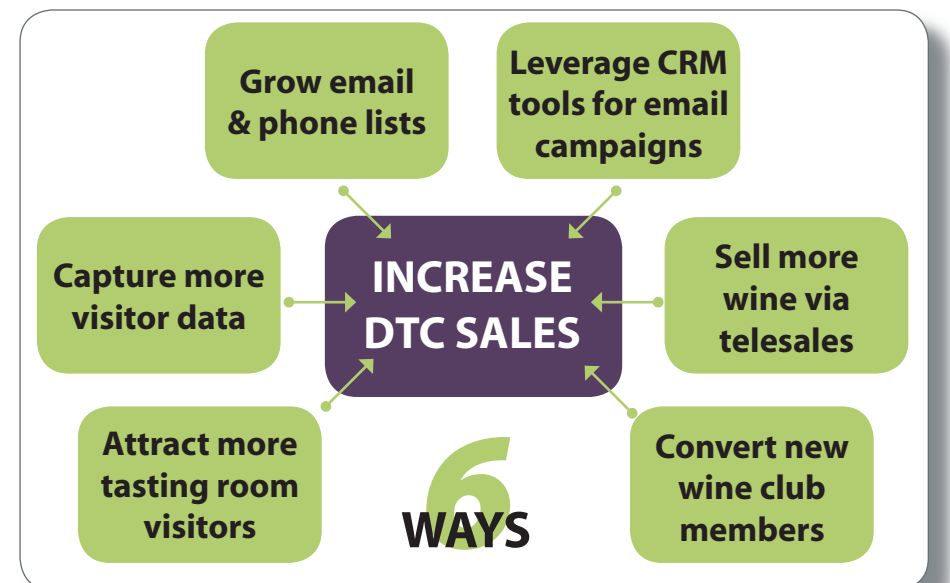 Grow email
& phone lists
Leverage CRM
tools for email
campaigns
Capture more
visitor data
INCREASE
DTC SALES
Sell more
wine via
telesales
Attract more
tasting room
visitors
6
WAYS
Convert new
wine club
members